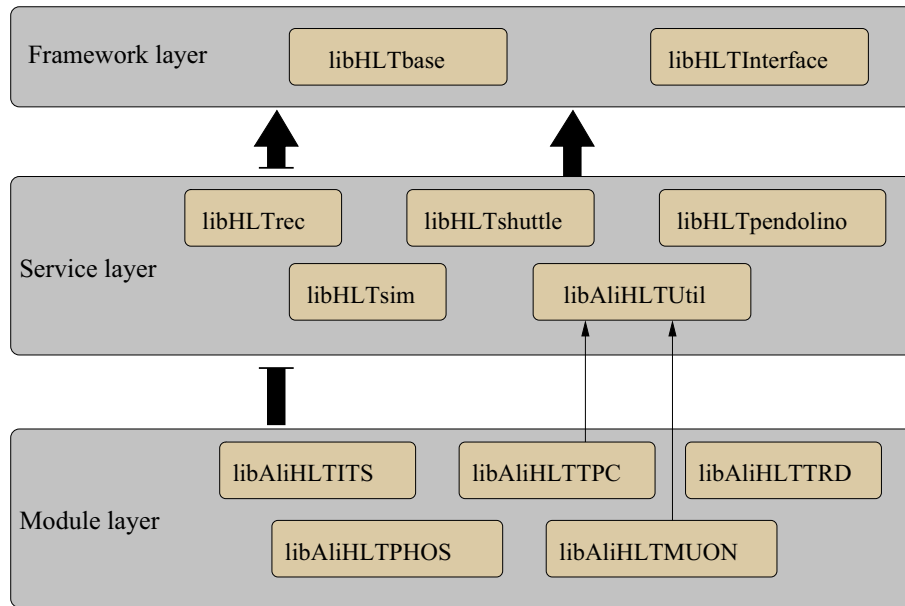 Framework layer
libHLTbase
libHLTInterface
libHLTrec
libHLTshuttle
libHLTpendolino
Service layer
libHLTsim
libAliHLTUtil
libAliHLTITS
libAliHLTTPC
libAliHLTTRD
Module layer
libAliHLTPHOS
libAliHLTMUON